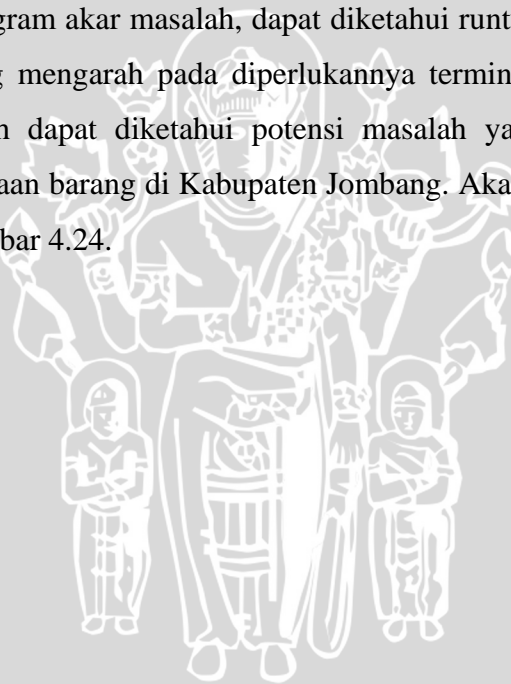 gram akar masalah, dapat diketahui runt
mengarah pada diperlukannya termin
dapat diketahui potensi masalah ya
aan barang di Kabupaten Jombang. Aka
bar 4.24.